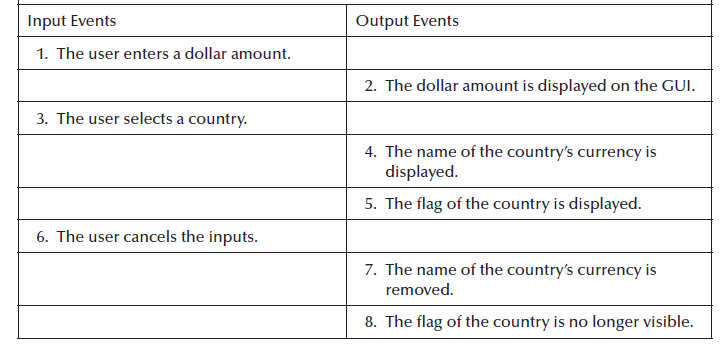 Input Events
Output Events
1. The user enters a dollar amount.
2. The dollar amount is displayed on the GUI.
3. The user selects a country.
4. The name of the country’s currency is
displayed.
5. The flag of the country is displayed.
6. The user cancels the inputs.
7. The name of the country’s currency is
removed.
8. The flag of the country is no longer visible.